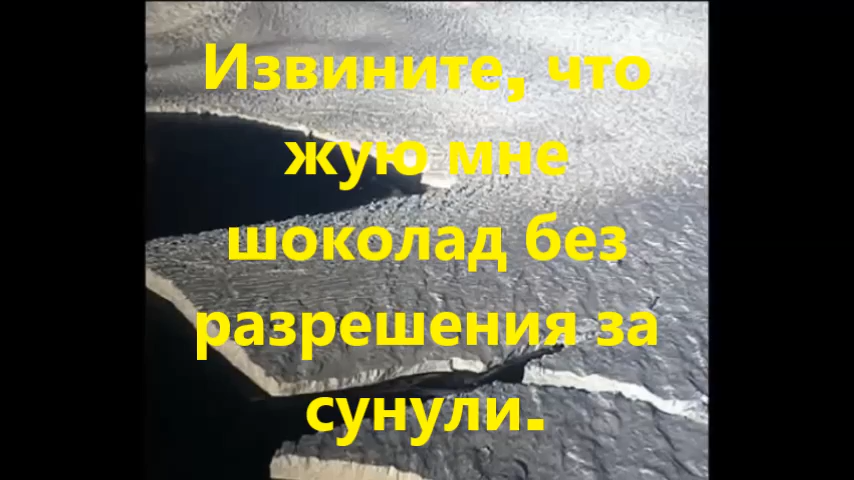 Извините, что
жую мне
шоколад без
разрешения за
сунули.